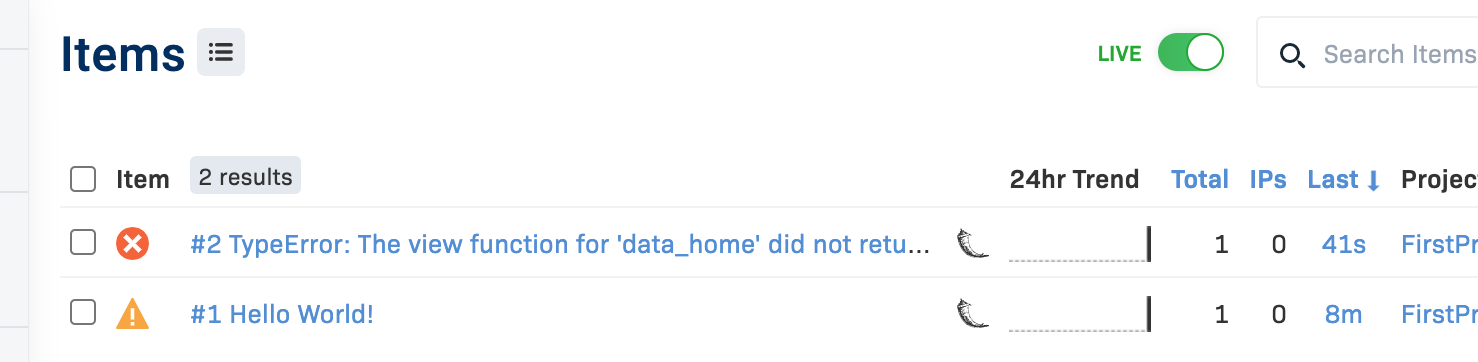 Items
LIVE
Search Items
Item 2 results 24hr Trend Total IPs Last ↓ Projec
#2 TypeError: The view function for 'data_home' did not retu... 1 0 41s FirstPr
#1 Hello World! 1 0 8m FirstPr